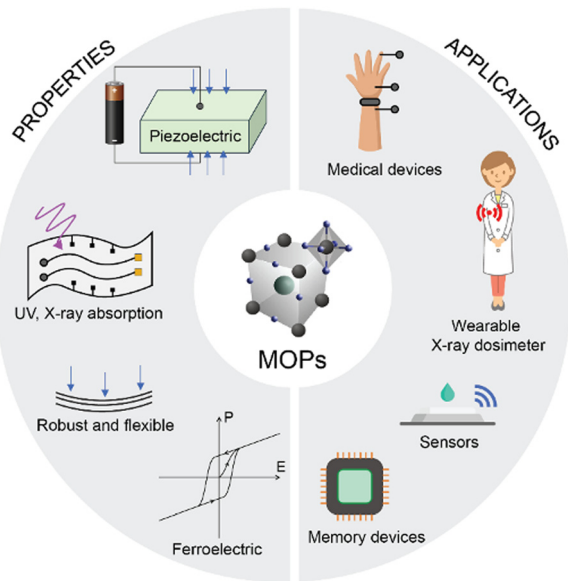 PROPERTIES
Piezoelectric
UV, X-ray absorption
Robust and flexible
P
E
Ferroelectric
MOPs
APPLICATIONS
Medical devices
Wearable
X-ray dosimeter
Sensors
Memory devices